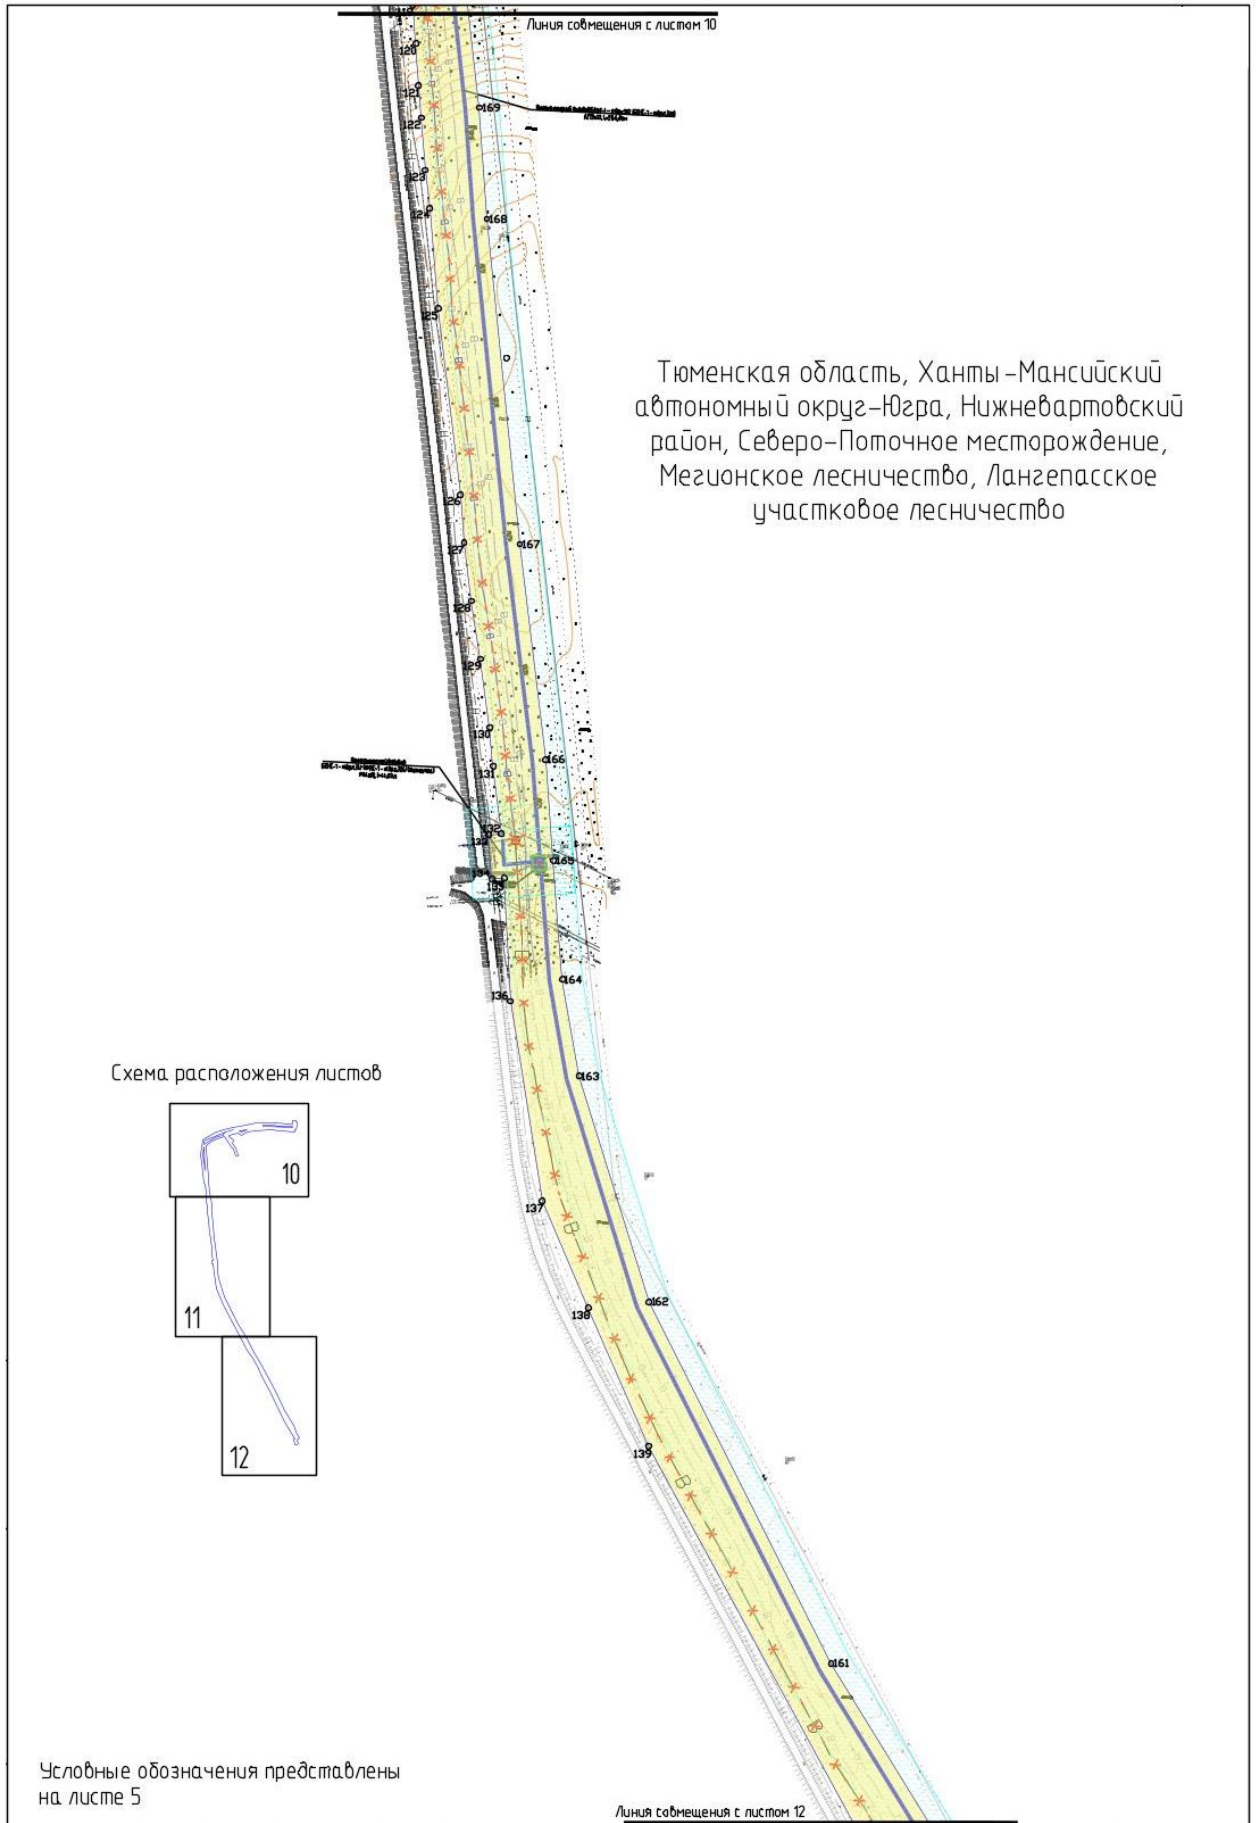 Линия совмещения с листом 10
120
121
169
122
123
124
168
125
Тюменская область, Ханты-Мансийский
автономный округ-Югра, Нижневартовский
район, Северо-Поточное месторождение,
Мегионское лесничество, Лангепасское
участковое лесничество
126
127
167
128
129
130
166
131
132
133
165
134
135
164
136
163
Схема расположения листов
10
11
12
137
162
138
В
139
В
161
В
Условные обозначения представлены
на листе 5
Линия совмещения с листом 12